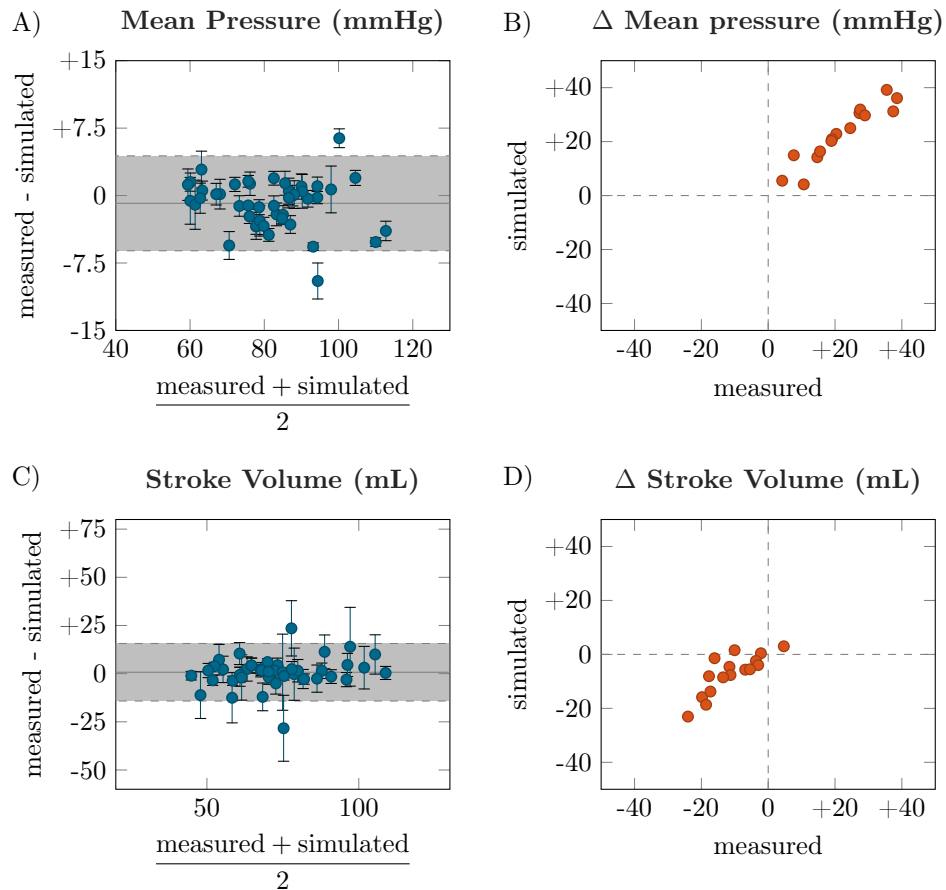 A) Mean Pressure (mmHg)
+15
+7.5
0
-7.5
-15
measured - simulated
40 60 80 100 120
measured + simulated
2
B) Δ Mean pressure (mmHg)
+40
+20
0
-20
-40
simulated
-40 -20 0 +20 +40
measured
C) Stroke Volume (mL)
+75
+50
+25
0
-25
-50
measured - simulated
50 100
measured + simulated
2
D) Δ Stroke Volume (mL)
+40
+20
0
-20
-40
simulated
-40 -20 0 +20 +40
measured